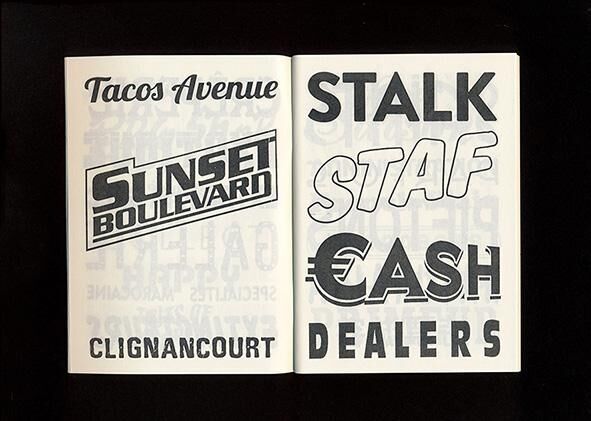 Tacos Avenue
SUNSET
BOULEVARD
CLIGNANCOURT
STALK
STAF
€ASH
DEALERS